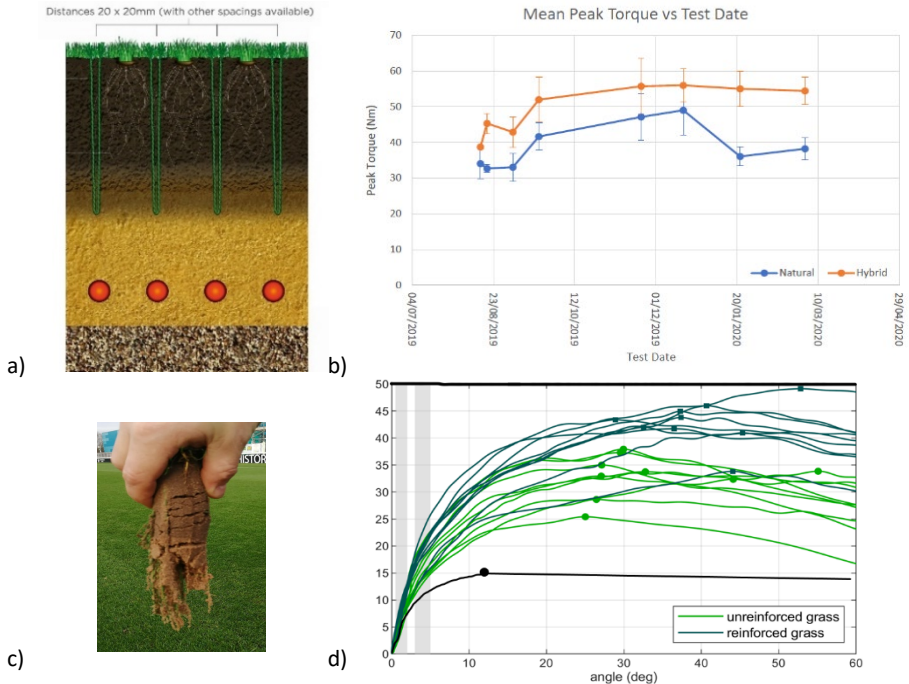 Distances 20 x 20mm (with other spacings available)
a)
Mean Peak Torque vs Test Date
Peak Torque (Nm)
70
60
50
40
30
20
10
0
Natural Hybrid
04/07/2019 23/08/2019 12/10/2019 01/12/2019 20/01/2020 10/03/2020 29/04/2020
Test Date
b)
HISTOR
c)
50
45
40
35
30
25
20
15
10
5
0
unreinforced grass
reinforced grass
0 10 20 30 40 50 60
angle (deg)
d)